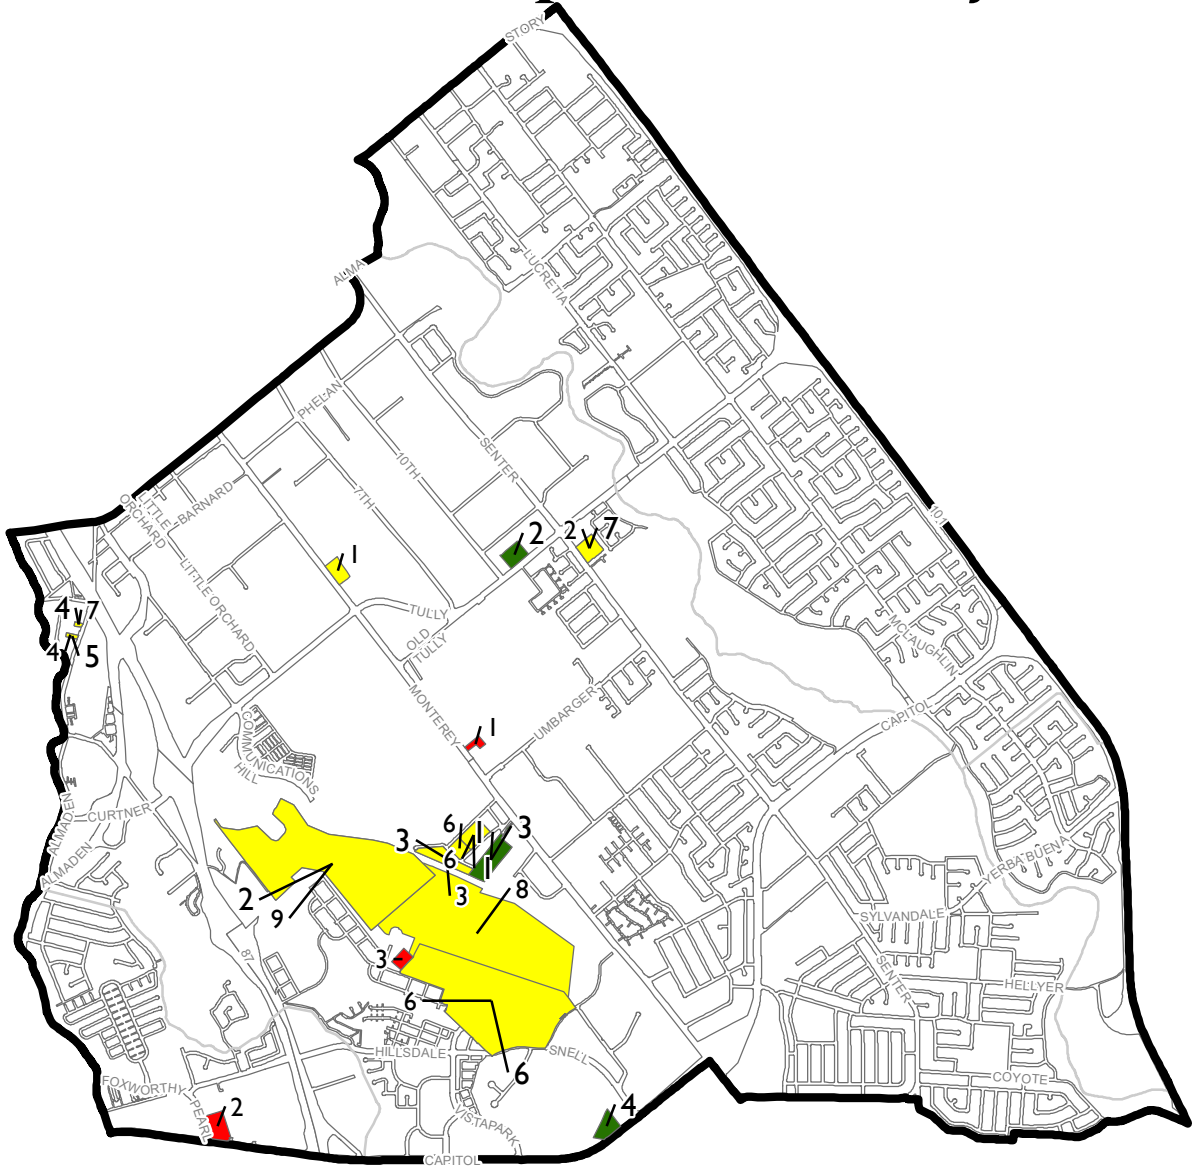 STORY
LUCRETIA
ALMA
PHELAN
SENTER
10TH
7TH
BARNARD
LITTLE
ORCHARD
LITTLE ORCHARD
101
2
2
7
1
TULLY
OLD
TULLY
4
7
4
5
MCLAUGHLIN
MONTEREY
UMBARGER
CAPITOL
1
COMMUNICATIONS
HILL
CURTNER
ALMADEN
ALMADEN
6
1
3
3
6
1
3
8
2
9
YERBA BUENA
SYLVANDALE
SENTER
HELLYER
87
3
6
HILLSDALE
SNELL
6
COYOTE
FOXWORTHY
PEARL
2
VISTAPARK
4
CAPITOL